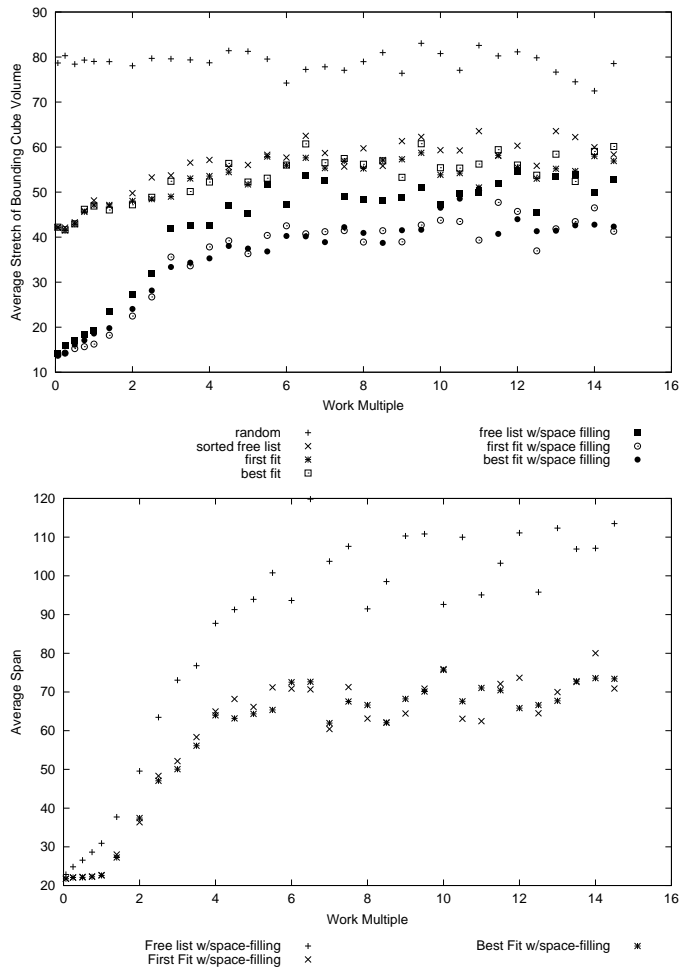 90
80
70
60
50
40
30
20
10
Average Stretch of Bounding Cube Volume
0 2 4 6 8 10 12 14 16
Work Multiple
random
sorted free list
first fit
best fit
free list w/space filling
first fit w/space filling
best fit w/space filling
120
110
100
90
80
70
60
50
40
30
20
Average Span
0 2 4 6 8 10 12 14 16
Work Multiple
Free list w/space-filling
First Fit w/space-filling
Best Fit w/space-filling